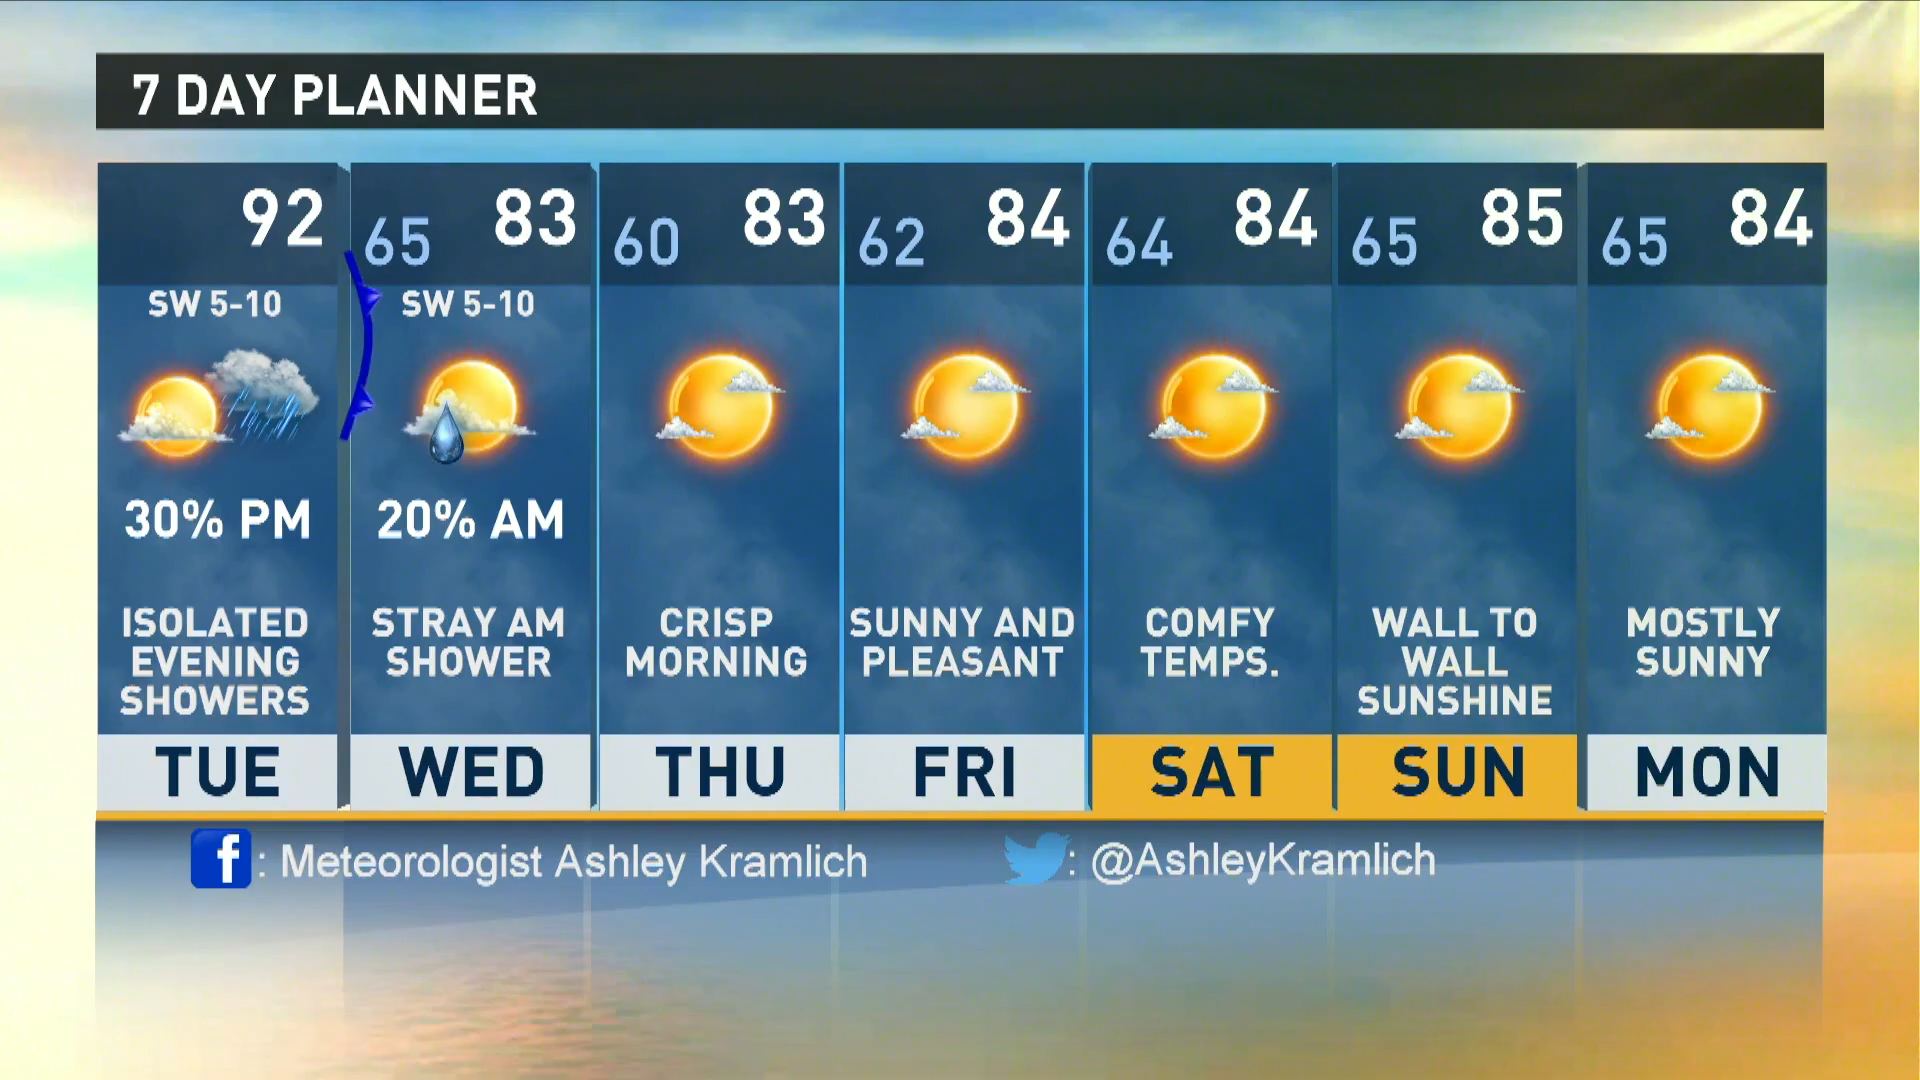 7 DAY PLANNER
92
SW 5-10
30% PM
ISOLATED
EVENING
SHOWERS
TUE
65 83
SW 5-10
20% AM
STRAY AM
SHOWER
WED
60 83
CRISP
MORNING
THU
62 84
SUNNY AND
PLEASANT
FRI
64 84
COMFY
TEMPS.
SAT
65 85
WALL TO
WALL
SUNSHINE
SUN
65 84
MOSTLY
SUNNY
MON
f : Meteorologist Ashley Kramlich
: @AshleyKramlich